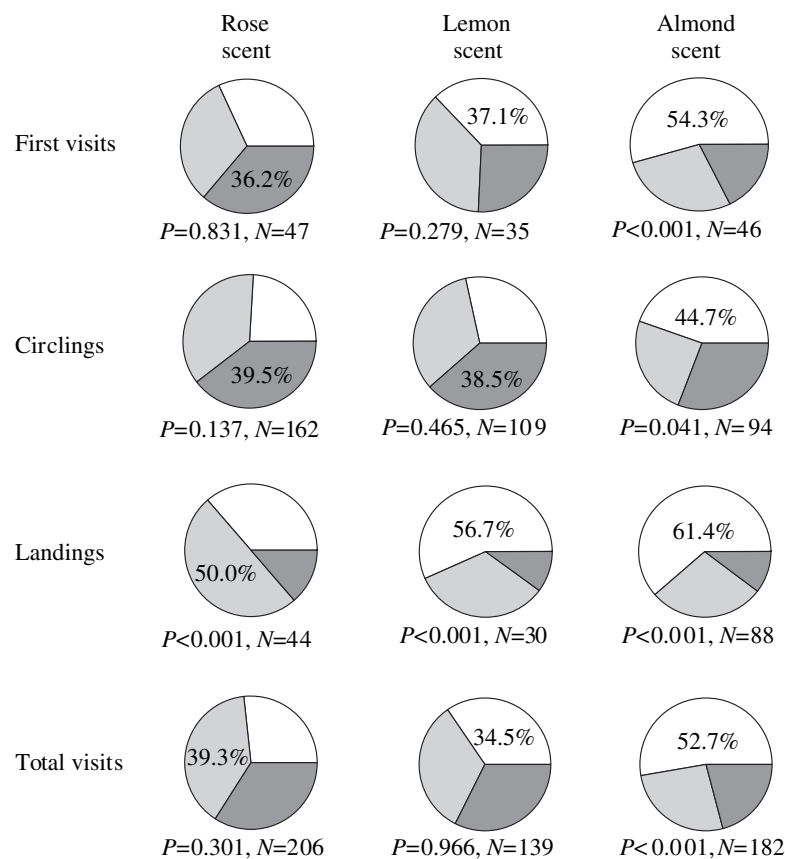 Rose scent
Lemon scent
Almond scent
First visits
36.2%
37.1%
54.3%
P=0.831, N=47
P=0.279, N=35
P<0.001, N=46
Circlings
39.5%
38.5%
44.7%
P=0.137, N=162
P=0.465, N=109
P=0.041, N=94
Landings
50.0%
56.7%
61.4%
P<0.001, N=44
P<0.001, N=30
P<0.001, N=88
Total visits
39.3%
34.5%
52.7%
P=0.301, N=206
P=0.966, N=139
P<0.001, N=182